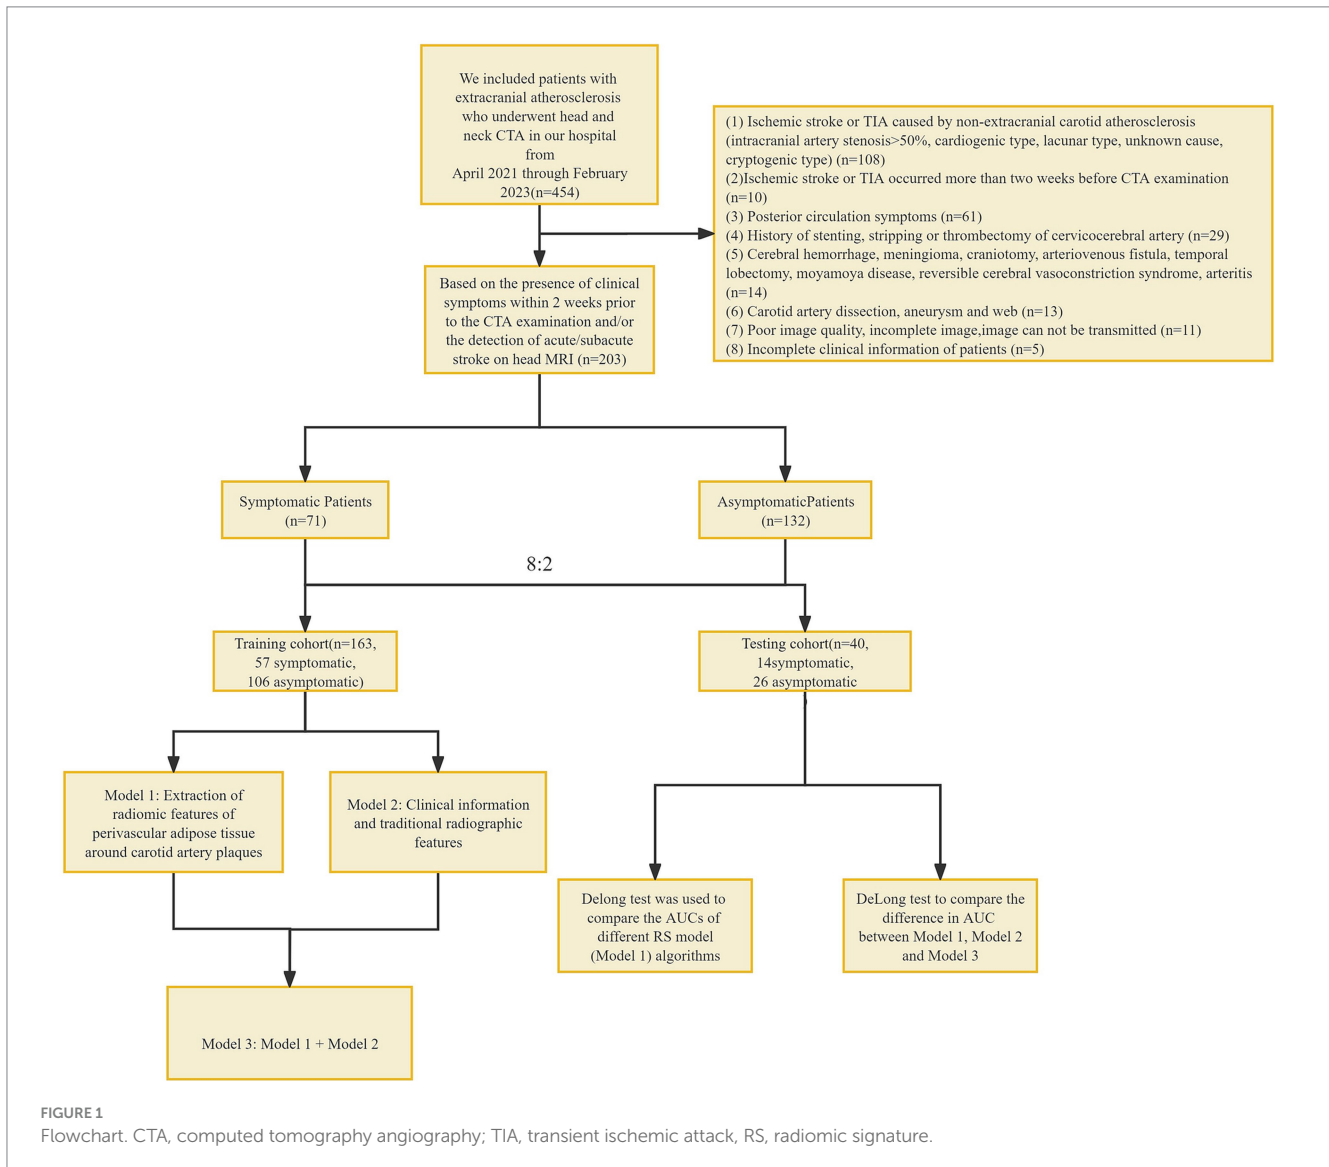 We included patients with
extracranial atherosclerosis
who underwent head and
neck CTA in our hospital
from
April 2021 through February
2023(n=454)
(1) Ischemic stroke or TIA caused by non-extracranial carotid atherosclerosis
(intracranial artery stenosis>50%, cardiogenic type, lacunar type, unknown cause,
cryptogenic type) (n=108)
(2)Ischemic stroke or TIA occurred more than two weeks before CTA examination
(n=10)
(3) Posterior circulation symptoms (n=61)
(4) History of stenting, stripping or thrombectomy of cervicocerebral artery (n=29)
(5) Cerebral hemorrhage, meningioma, craniotomy, arteriovenous fistula, temporal
lobectomy, moyamoya disease, reversible cerebral vasoconstriction syndrome, arteritis
(n=14)
(6) Carotid artery dissection, aneurysm and web (n=13)
(7) Poor image quality, incomplete image,image can not be transmitted (n=11)
(8) Incomplete clinical information of patients (n=5)
Based on the presence of clinical
symptoms within 2 weeks prior
to the CTA examination and/or
the detection of acute/subacute
stroke on head MRI (n=203)
Symptomatic Patients
(n=71)
AsymptomaticPatients
(n=132)
8:2
Training cohort(n=163,
57 symptomatic,
106 asymptomatic)
Testing cohort(n=40,
14symptomatic,
26 asymptomatic
)
Model 1: Extraction of
radiomic features of
perivascular adipose tissue
around carotid artery plaques
Model 2: Clinical information
and traditional radiographic
features
Delong test was used to
compare the AUCs of
different RS model
(Model 1) algorithms
DeLong test to compare the
difference in AUC
between Model 1, Model 2
and Model 3
Model 3: Model 1 + Model 2
FIGURE 1
Flowchart. CTA, computed tomography angiography; TIA, transient ischemic attack, RS, radiomic signature.